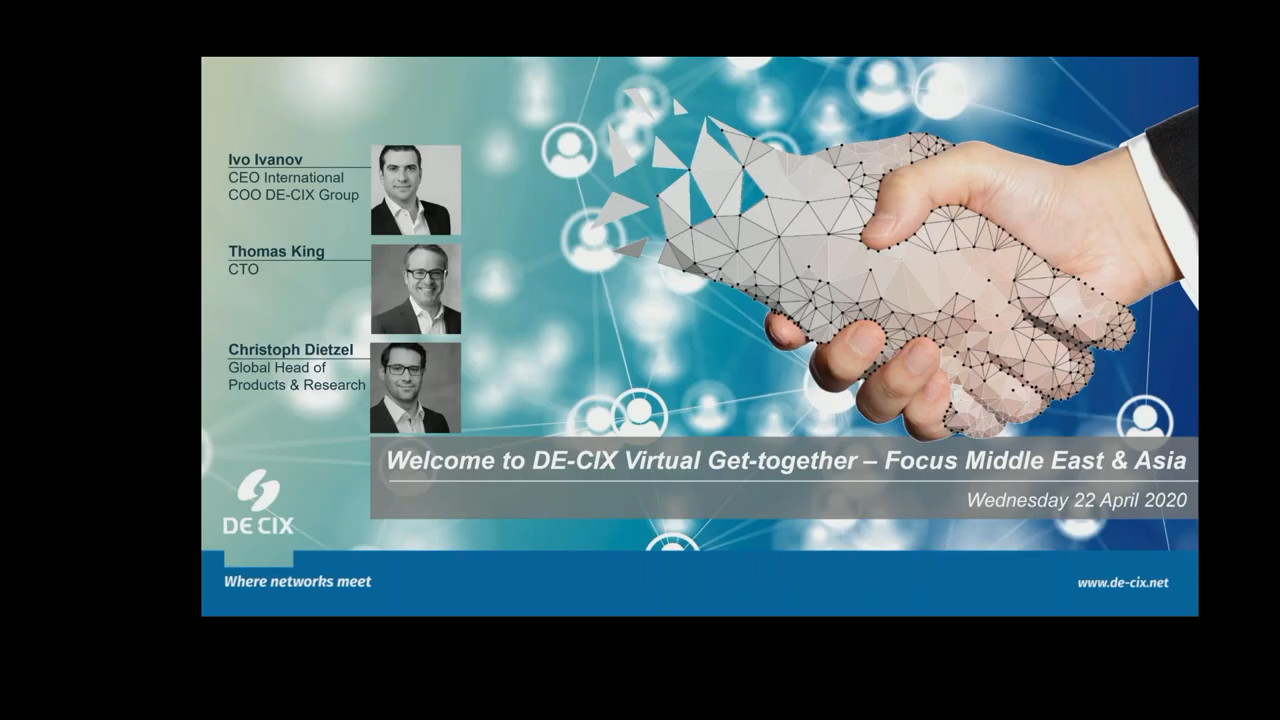 Ivo Ivanov
CEO International
COO DE-CIX Group
Thomas King
CTO
Christoph Dietzel
Global Head of
Products & Research
Welcome to DE-CIX Virtual Get-together – Focus Middle East & Asia
Wednesday 22 April 2020
DE CIX
Where networks meet
www.de-cix.net